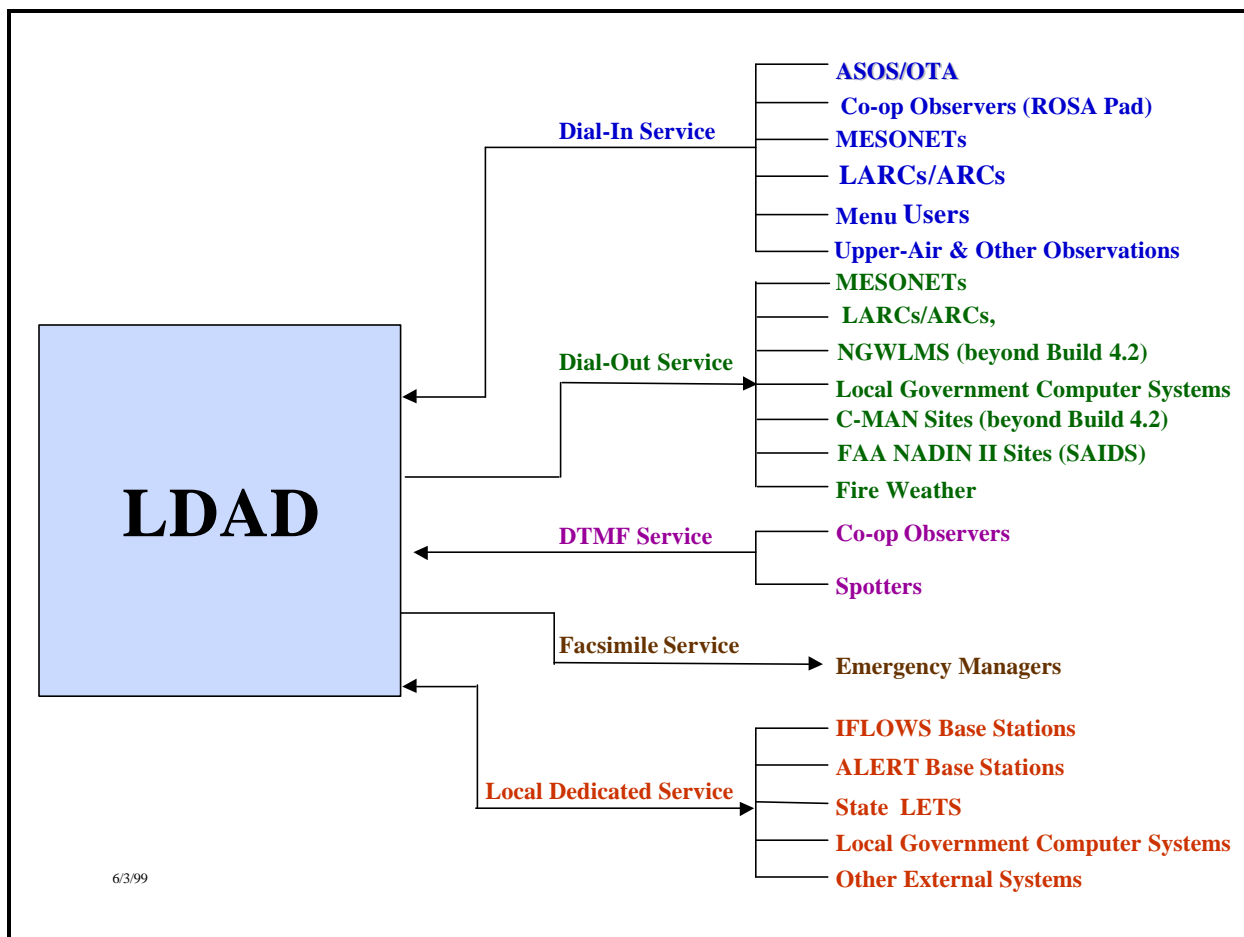 ASOS/OTA
Co-op Observers (ROSA Pad)
Dial-In Service
MESONETs
LARCs/ARCs
Menu Users
Upper-Air & Other Observations
MESONETs
LARCs/ARCs,
NGWLMS (beyond Build 4.2)
Dial-Out Service
Local Government Computer Systems
C-MAN Sites (beyond Build 4.2)
FAA NADIN II Sites (SAIDS)
Fire Weather
LDAD
DTMF Service
Co-op Observers
Spotters
Facsimile Service
Emergency Managers
IFLOWS Base Stations
ALERT Base Stations
Local Dedicated Service
State LETS
Local Government Computer Systems
Other External Systems
6/3/99